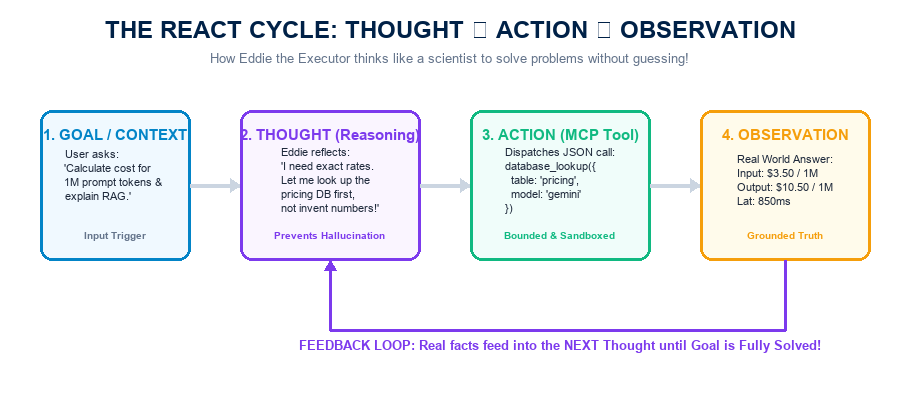 THE REACT CYCLE: THOUGHT □ ACTION □ OBSERVATION
How Eddie the Executor thinks like a scientist to solve problems without guessing!
1. GOAL / CONTEXT
User asks:
'Calculate cost for
1M prompt tokens &
explain RAG.'
Input Trigger
2. THOUGHT (Reasoning)
Eddie reflects:
'I need exact rates.
Let me look up the
pricing DB first,
not invent numbers!'
Prevents Hallucination
3. ACTION (MCP Tool)
Dispatches JSON call:
database_lookup({
  table: 'pricing',
  model: 'gemini'
})
Bounded & Sandboxed
4. OBSERVATION
Real World Answer:
Input: $3.50 / 1M
Output: $10.50 / 1M
Lat: 850ms
Grounded Truth
FEEDBACK LOOP: Real facts feed into the NEXT Thought until Goal is Fully Solved!